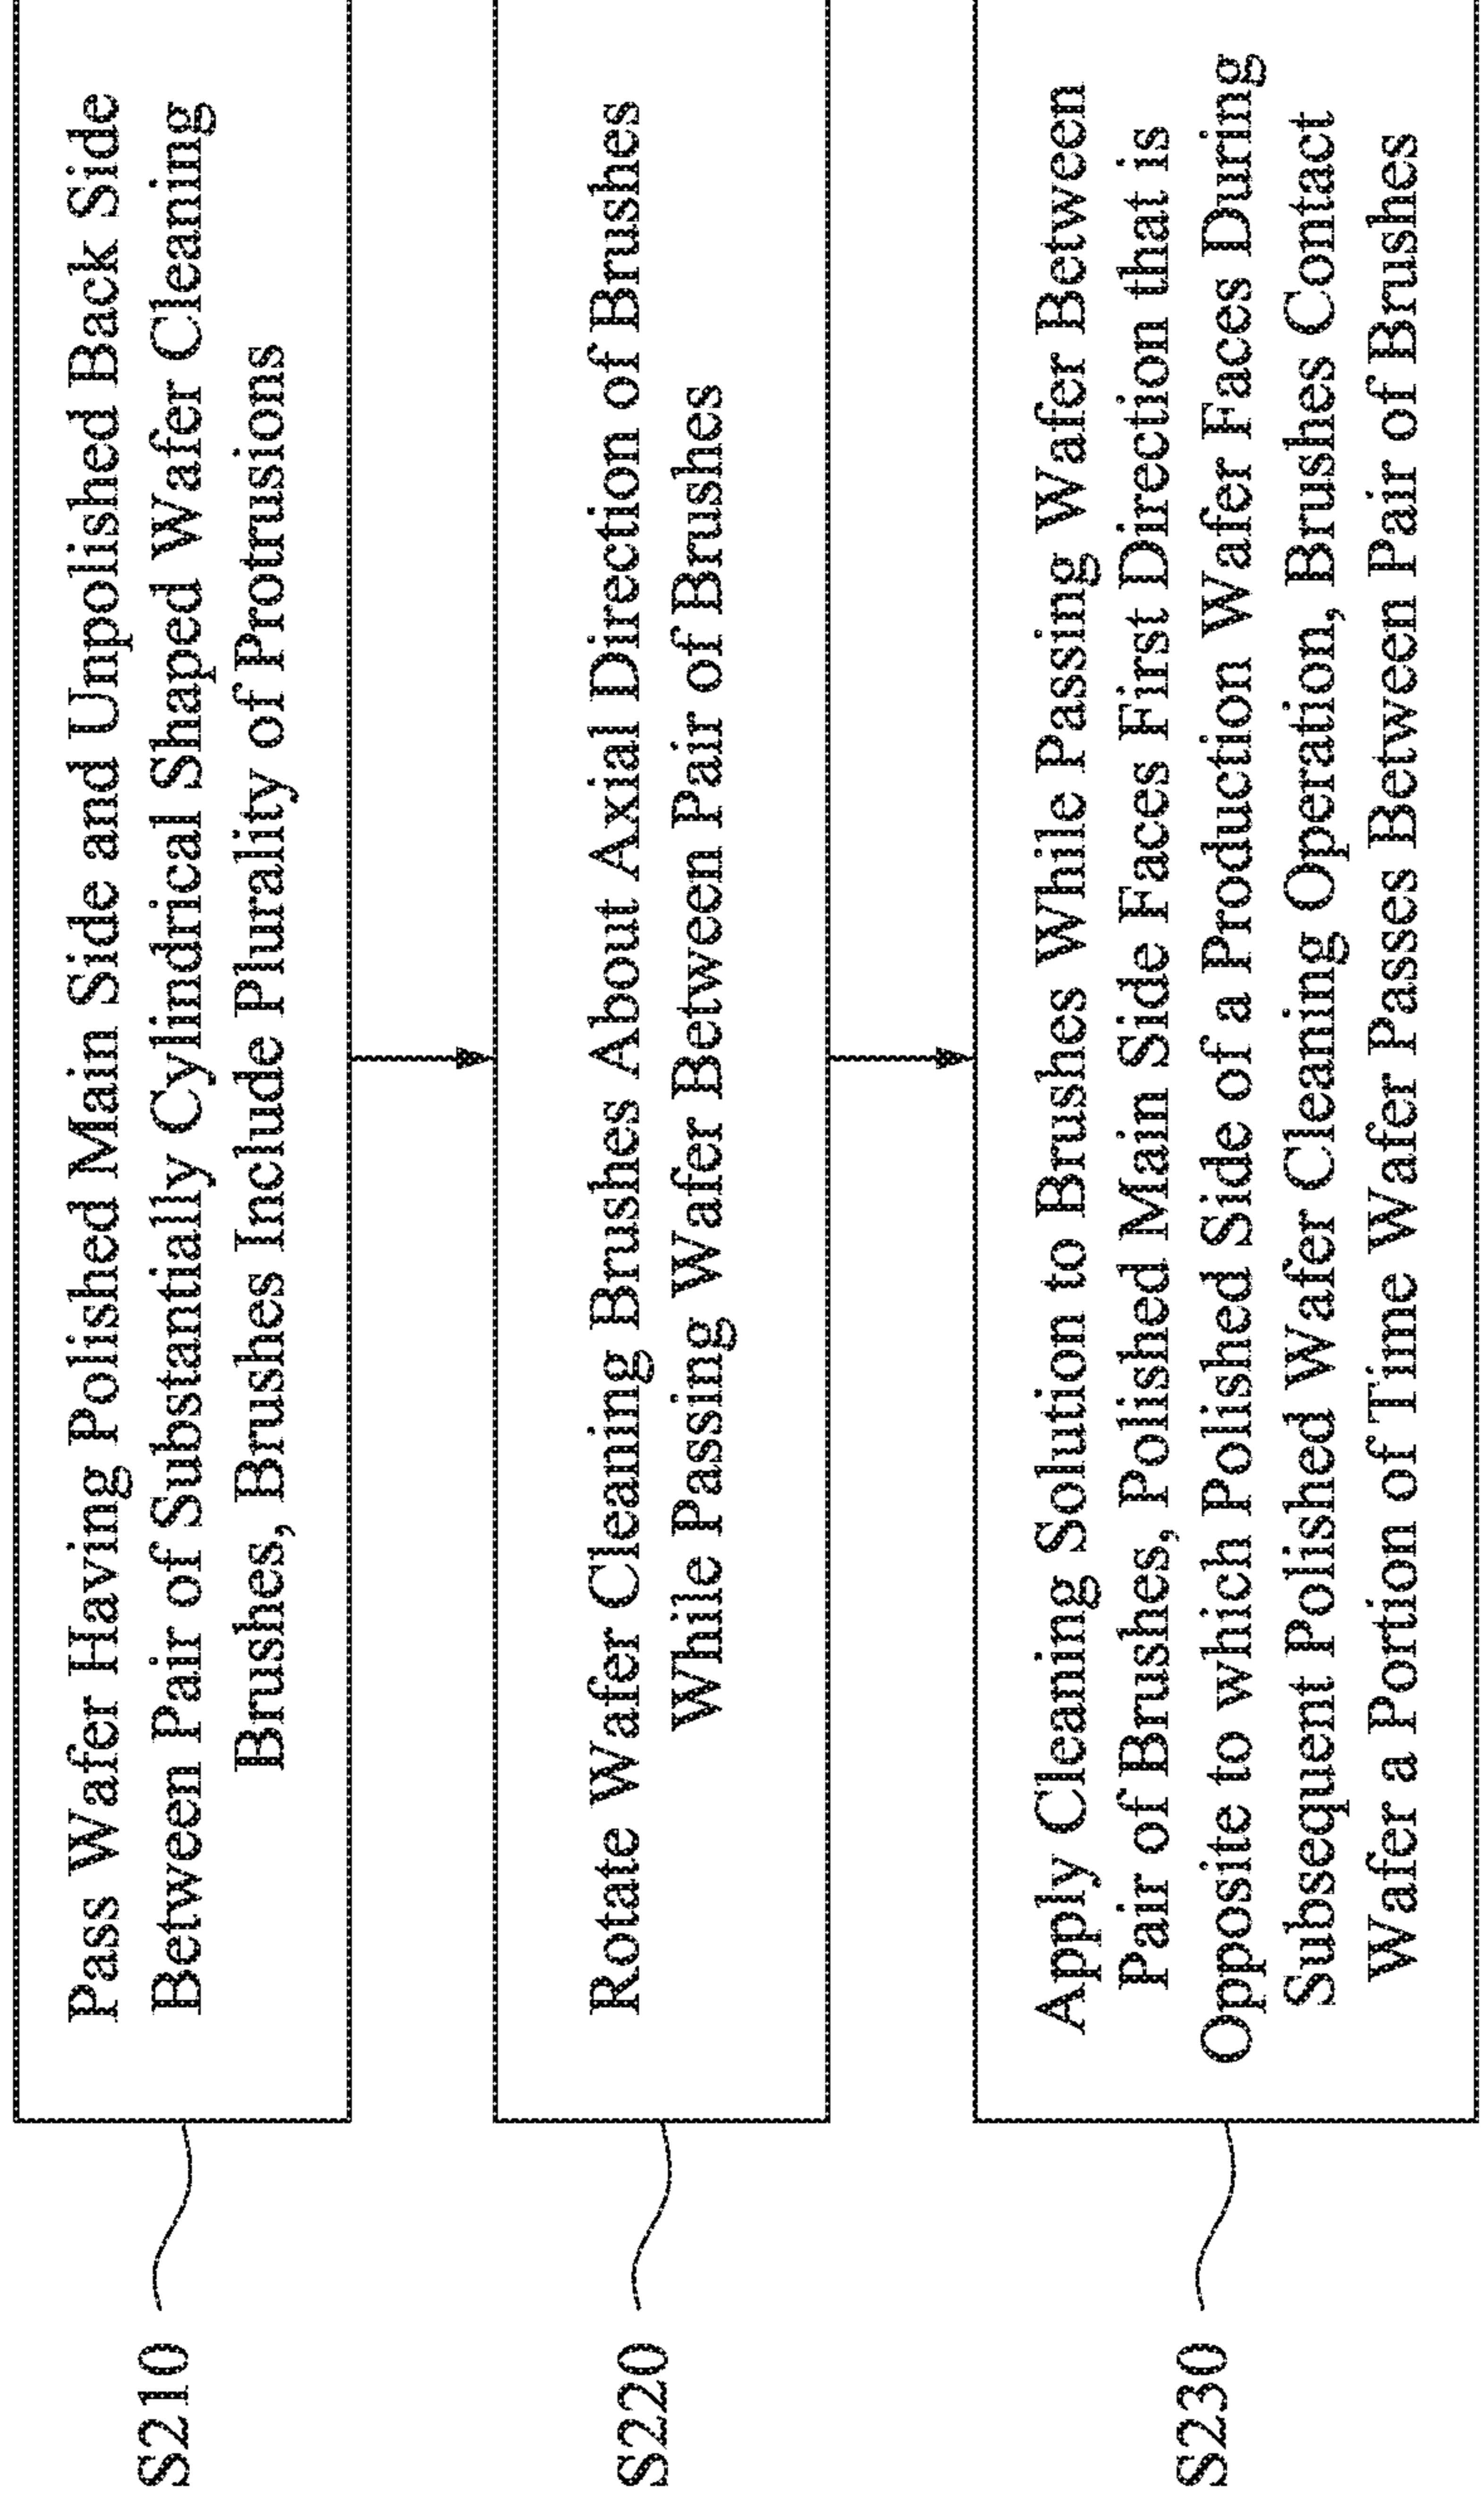 S210
Pass Wafer Having Polished Main Side and Unpolished Back Side
Between Pair of Substantially Cylindrical Shaped Wafer Cleaning
Brushes, Brushes Include Plurality of Protrusions
S220
Rotate Wafer Cleaning Brushes About Axial Direction of Brushes
While Passing Wafer Between Pair of Brushes
S230
Apply Cleaning Solution to Brushes While Passing Wafer Between
Pair of Brushes, Polished Main Side Faces First Direction that is
Opposite to which Polished Side of a Production Wafer Faces During
Subsequent Polished Wafer Cleaning Operation, Brushes Contact
Wafer a Portion of Time Wafer Passes Between Pair of Brushes